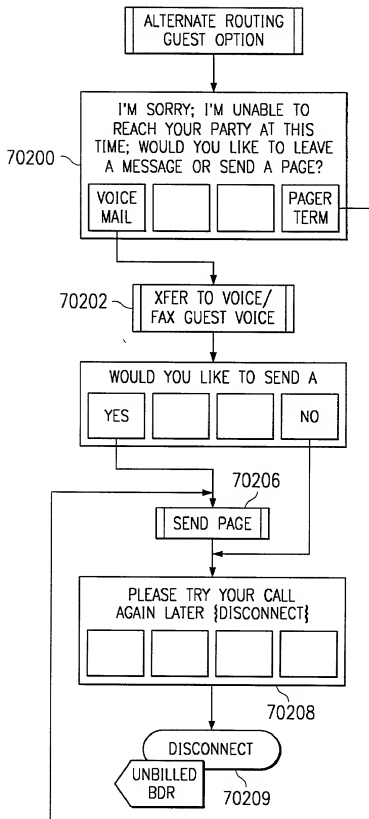 ALTERNATE ROUTING
GUEST OPTION
I'M SORRY; I'M UNABLE TO
REACH YOUR PARTY AT THIS
TIME; WOULD YOU LIKE TO LEAVE
A MESSAGE OR SEND A PAGE?
70200
VOICE
MAIL
PAGER
TERM
70202
XFER TO VOICE/
FAX GUEST VOICE
WOULD YOU LIKE TO SEND A
YES
NO
70206
SEND PAGE
PLEASE TRY YOUR CALL
AGAIN LATER {DISCONNECT}
70208
DISCONNECT
UNBILLED
BDR
70209